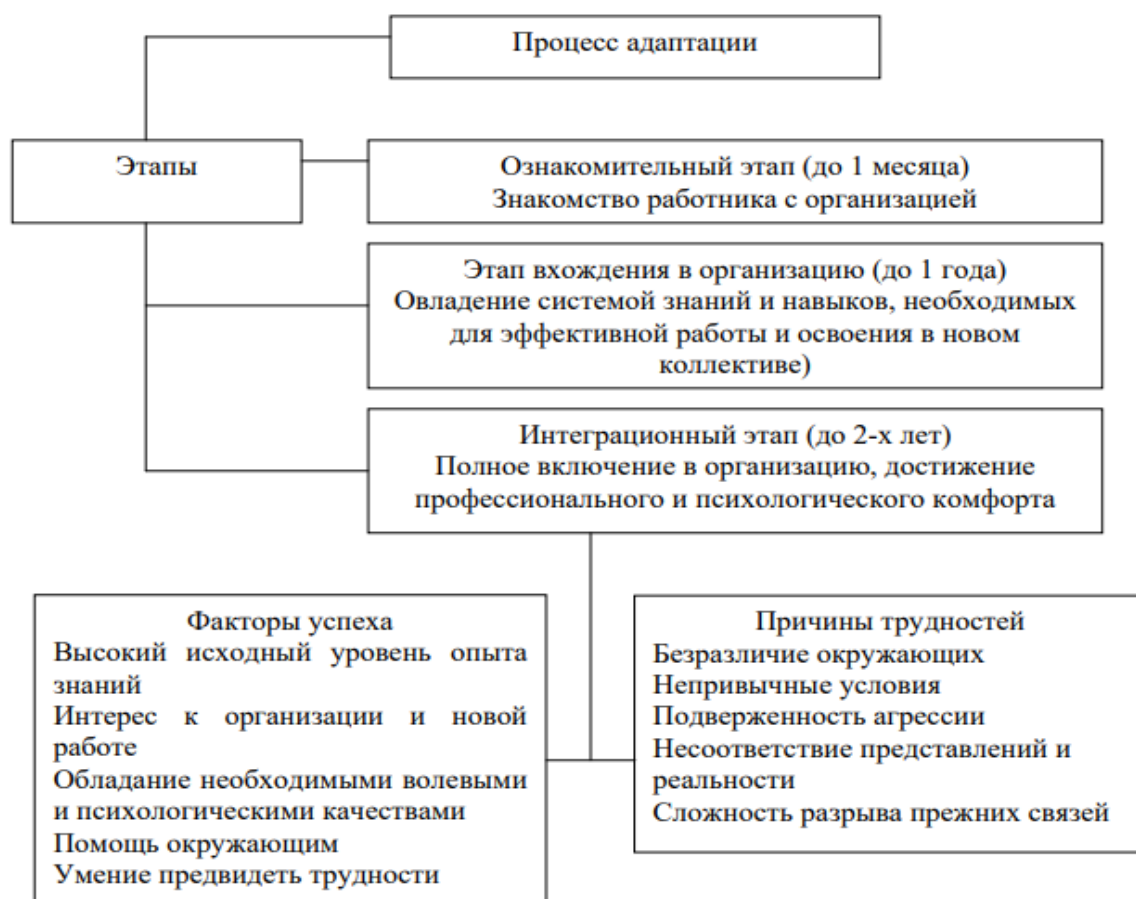 Процесс адаптации
Этапы
Ознакомительный этап (до 1 месяца)
Знакомство работника с организацией
Этап вхождения в организацию (до 1 года)
Овладение системой знаний и навыков, необходимых
для эффективной работы и освоения в новом
коллективе)
Интеграционный этап (до 2-х лет)
Полное включение в организацию, достижение
профессионального и психологического комфорта
Факторы успеха
Высокий исходный уровень опыта
знаний
Интерес к организации и новой
работе
Обладание необходимыми волевыми
и психологическими качествами
Помощь окружающим
Умение предвидеть трудности
Причины трудностей
Безразличие окружающих
Непривычные условия
Подверженность агрессии
Несоответствие представлений и
реальности
Сложность разрыва прежних связей